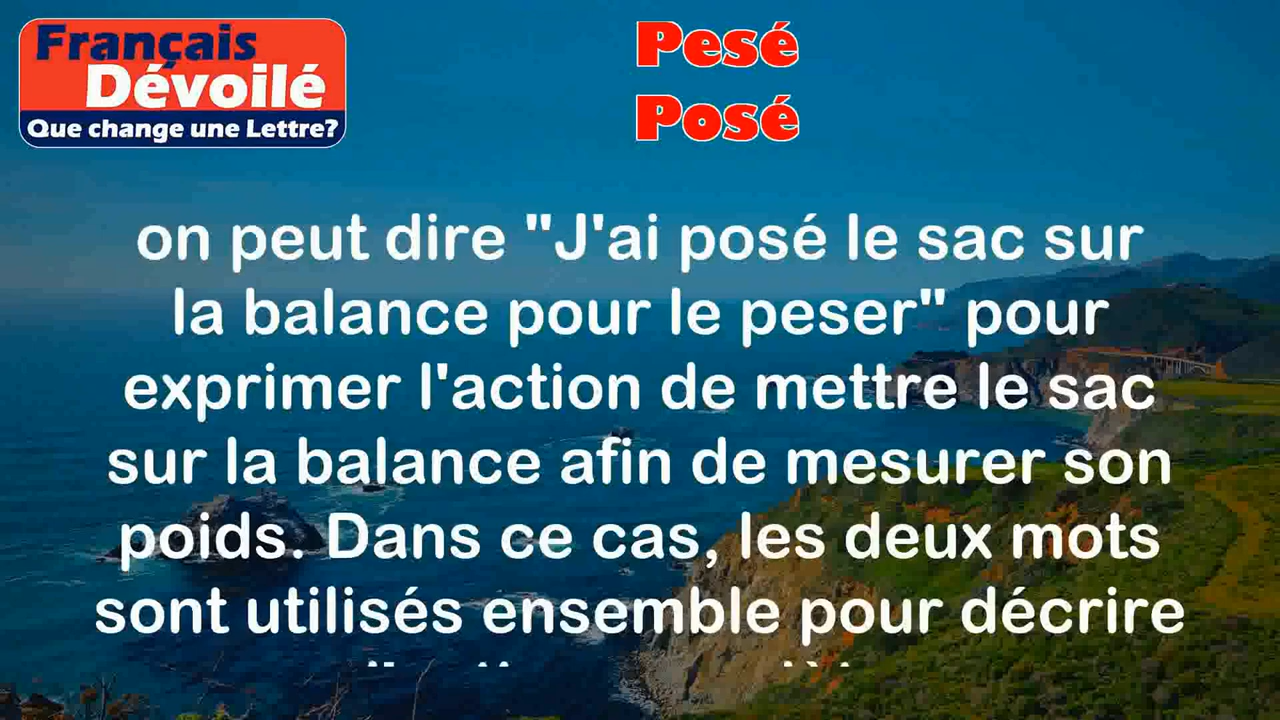 Français
Dévoilé
Que change une Lettre?
Pesé
Posé
on peut dire "J'ai posé le sac sur
la balance pour le peser" pour
exprimer l'action de mettre le sac
sur la balance afin de mesurer son
poids. Dans ce cas, les deux mots
sont utilisés ensemble pour décrire